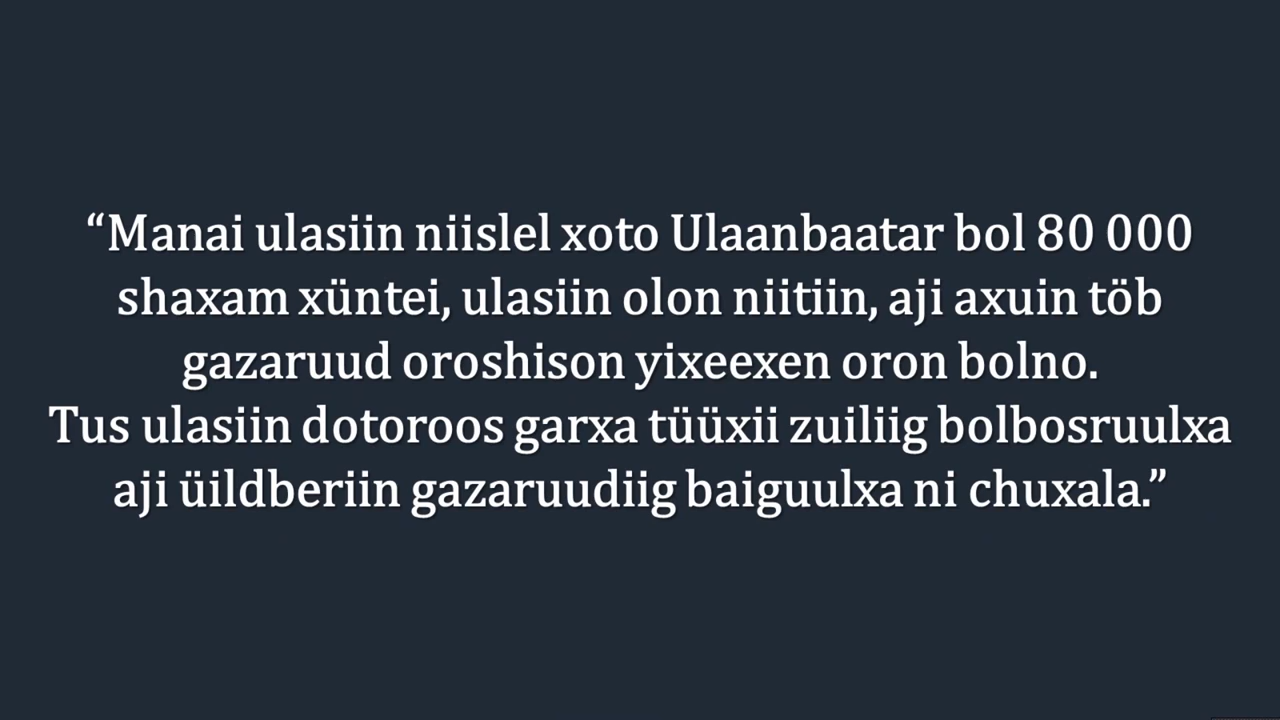 “Manai ulasiin niislel xoto Ulaanbaatar bol 80 000
shaxam xüntei, ulasiin olon niitiin, aji axuin töb
gazaruud oroshison yixeexen oron bolno.
Tus ulasiin dotoroos garxa tüüxii zuiliig bolbosruulxa
aji üildberiin gazaruudiig baiguulxa ni chuxala.”